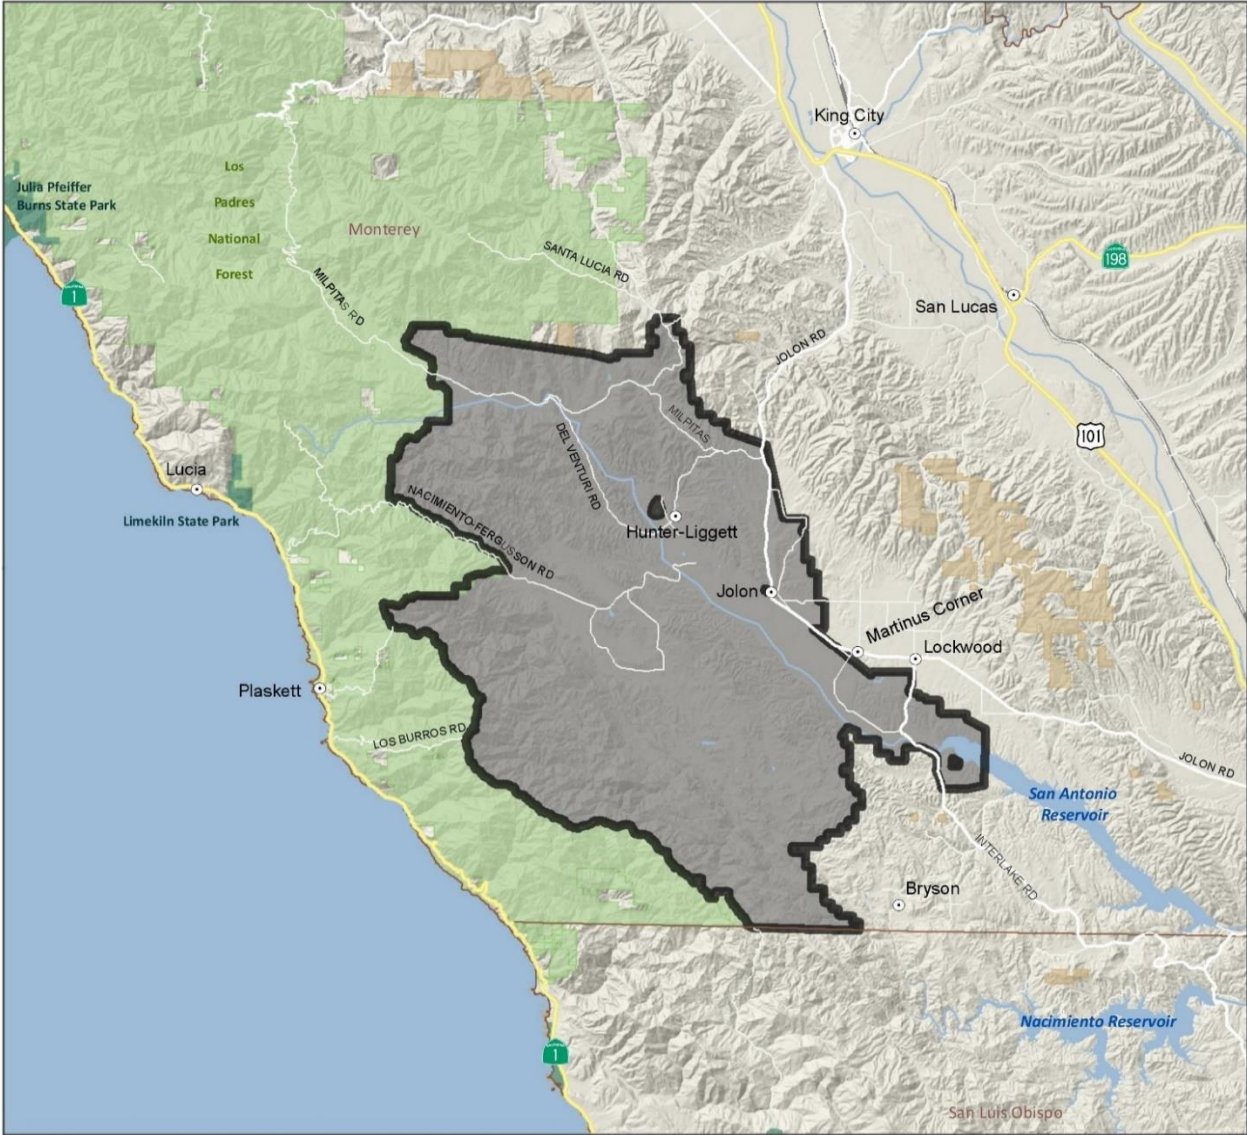 King City
Los
Padres
National
Forest
Julia Pfeiffer
Burns State Park
Monterey
SANTA LUCIA RD
198
1
MILPITAS RD
San Lucas
JOLON RD
MILPITAS
101
DEL VENTURI RD
Lucia
NACIMIENTO-FERGUSSON RD
Limekiln State Park
Hunter-Liggett
Jolon
Martinus Corner
Lockwood
Plaskett
LOS BURROS RD
JOLON RD
San Antonio
Reservoir
INTERLAKE RD
Bryson
Nacimiento Reservoir
1
San Luis Obispo